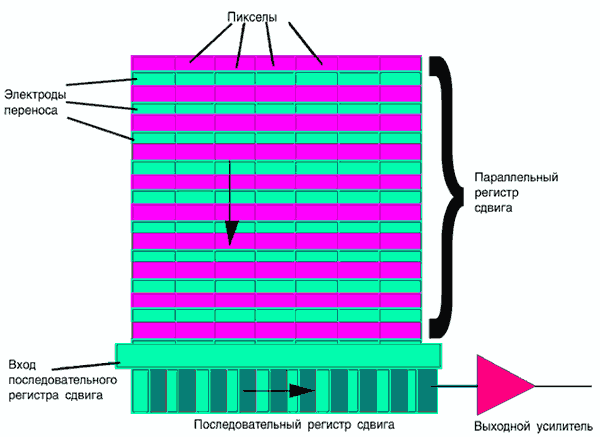 Пикселы
Электроды
переноса
Параллельный
регистр
сдвига
Вход
последовательного
регистра сдвига
Последовательный регистр сдвига
Выходной усилитель